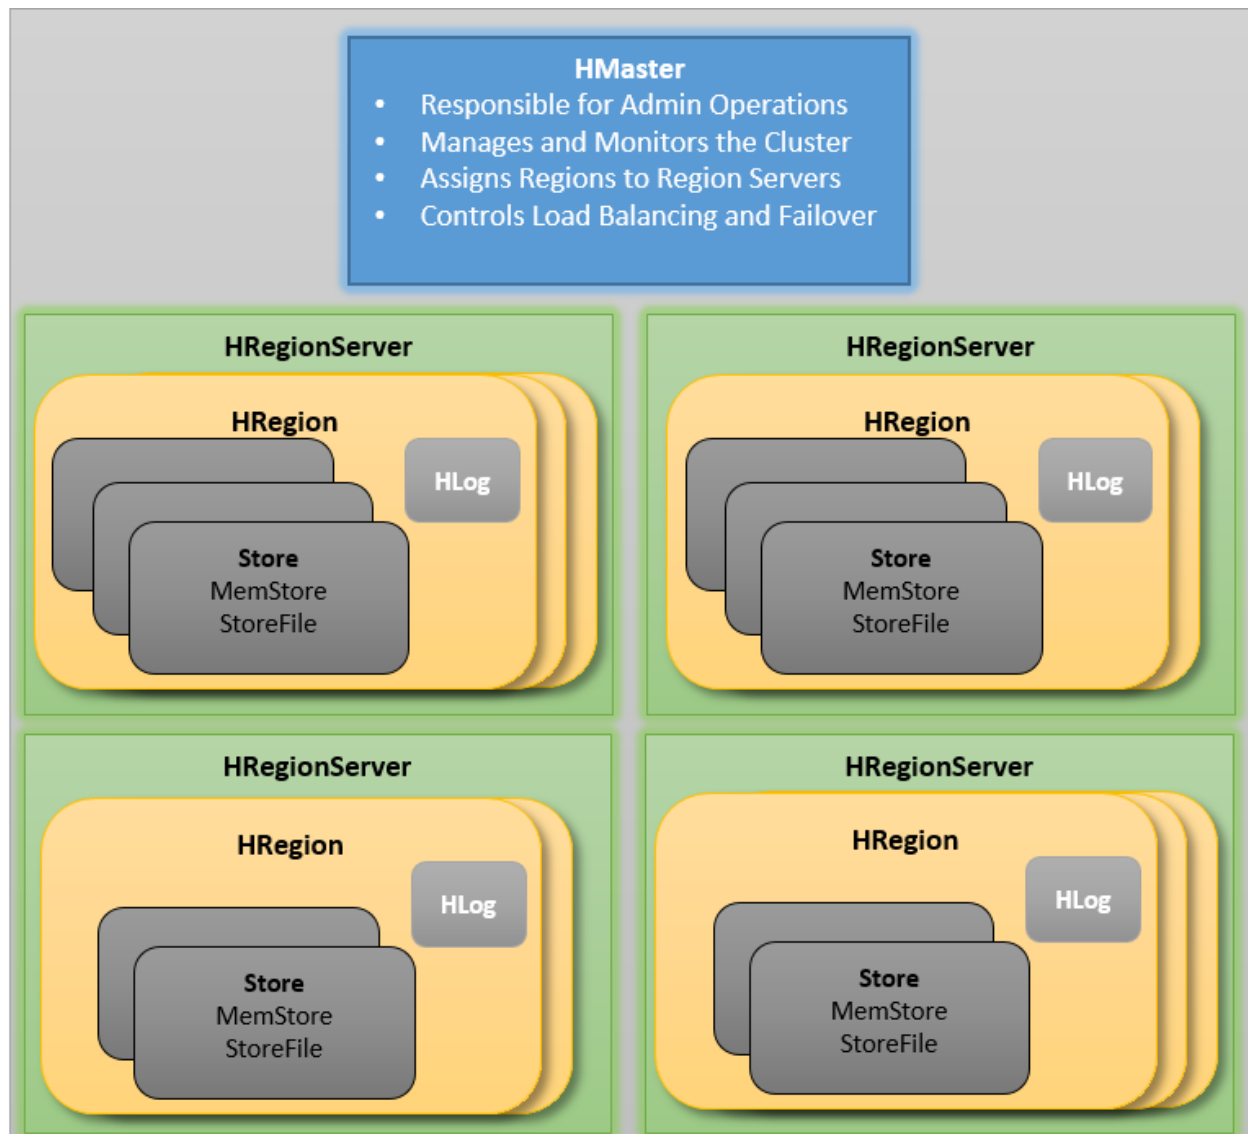 HMaster
• Responsible for Admin Operations
• Manages and Monitors the Cluster
• Assigns Regions to Region Servers
• Controls Load Balancing and Failover
HRegionServer
HRegion
HLog
Store
MemStore
StoreFile
HRegionServer
HRegion
HLog
Store
MemStore
StoreFile
HRegionServer
HRegion
HLog
Store
MemStore
StoreFile
HRegionServer
HRegion
HLog
Store
MemStore
StoreFile